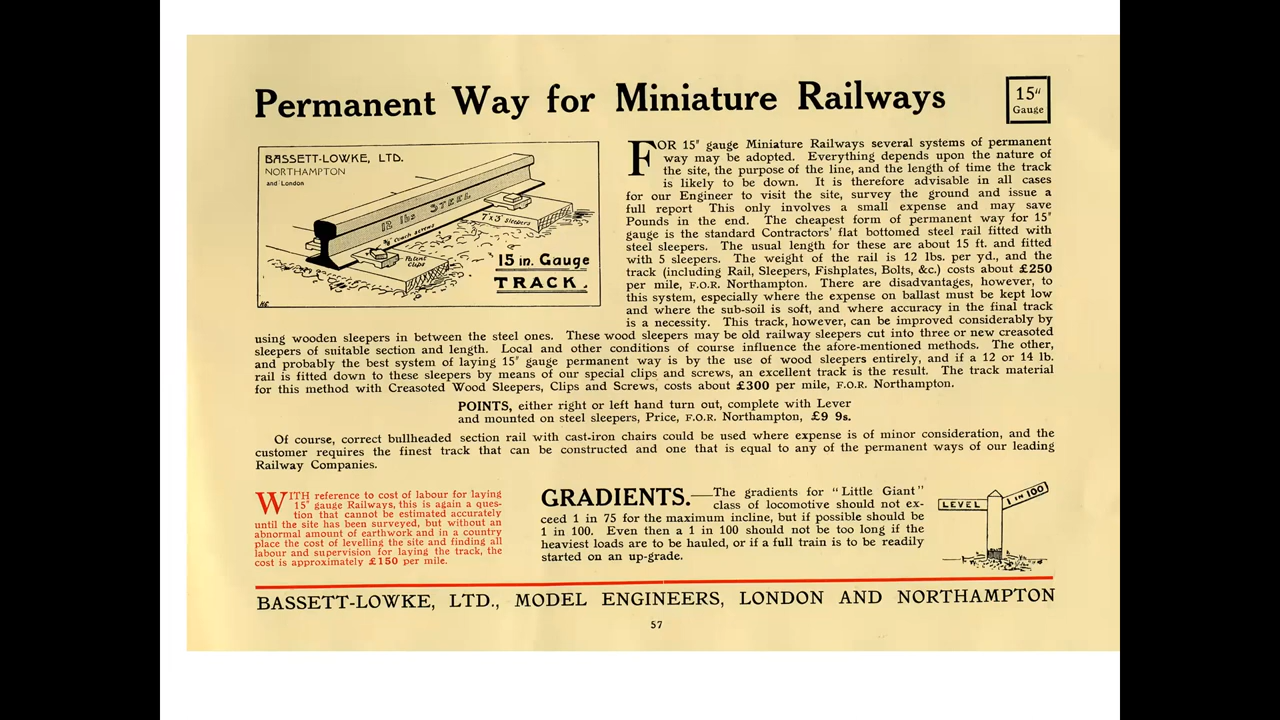 Permanent Way for Miniature Railways
15" Gauge
BASSETT-LOWKE, LTD.
NORTHAMPTON
and London
12 lbs STEEL
7"x3" Sleepers
Coach Screws
Patent Clips
15 in. Gauge
TRACK.
HG
FOR 15" gauge Miniature Railways several systems of permanent
way may be adopted. Everything depends upon the nature of
the site, the purpose of the line, and the length of time the track
is likely to be down. It is therefore advisable in all cases
for our Engineer to visit the site, survey the ground and issue a
full report This only involves a small expense and may save
Pounds in the end. The cheapest form of permanent way for 15"
gauge is the standard Contractors' flat bottomed steel rail fitted with
steel sleepers. The usual length for these are about 15 ft. and fitted
with 5 sleepers. The weight of the rail is 12 lbs. per yd., and the
track (including Rail, Sleepers, Fishplates, Bolts, &c.) costs about £250
per mile, F.O.R. Northampton. There are disadvantages, however, to
this system, especially where the expense on ballast must be kept low
and where the sub-soil is soft, and where accuracy in the final track
is a necessity. This track, however, can be improved considerably by
using wooden sleepers in between the steel ones. These wood sleepers may be old railway sleepers cut into three or new creasoted
sleepers of suitable section and length. Local and other conditions of course influence the afore-mentioned methods. The other,
and probably the best system of laying 15" gauge permanent way is by the use of wood sleepers entirely, and if a 12 or 14 lb.
rail is fitted down to these sleepers by means of our special clips and screws, an excellent track is the result. The track material
for this method with Creasoted Wood Sleepers, Clips and Screws, costs about £300 per mile, F.O.R. Northampton.
POINTS, either right or left hand turn out, complete with Lever
and mounted on steel sleepers, Price, F.O.R. Northampton, £9 9s.
Of course, correct bullheaded section rail with cast-iron chairs could be used where expense is of minor consideration, and the
customer requires the finest track that can be constructed and one that is equal to any of the permanent ways of our leading
Railway Companies.
WITH reference to cost of labour for laying
15" gauge Railways, this is again a ques-
tion that cannot be estimated accurately
until the site has been surveyed, but without an
abnormal amount of earthwork and in a country
place the cost of levelling the site and finding all
labour and supervision for laying the track, the
cost is approximately £150 per mile.
GRADIENTS.—The gradients for "Little Giant"
class of locomotive should not ex-
ceed 1 in 75 for the maximum incline, but if possible should be
1 in 100. Even then a 1 in 100 should not be too long if the
heaviest loads are to be hauled, or if a full train is to be readily
started on an up-grade.
LEVEL
1 IN 100
BASSETT-LOWKE, LTD., MODEL ENGINEERS, LONDON AND NORTHAMPTON
57